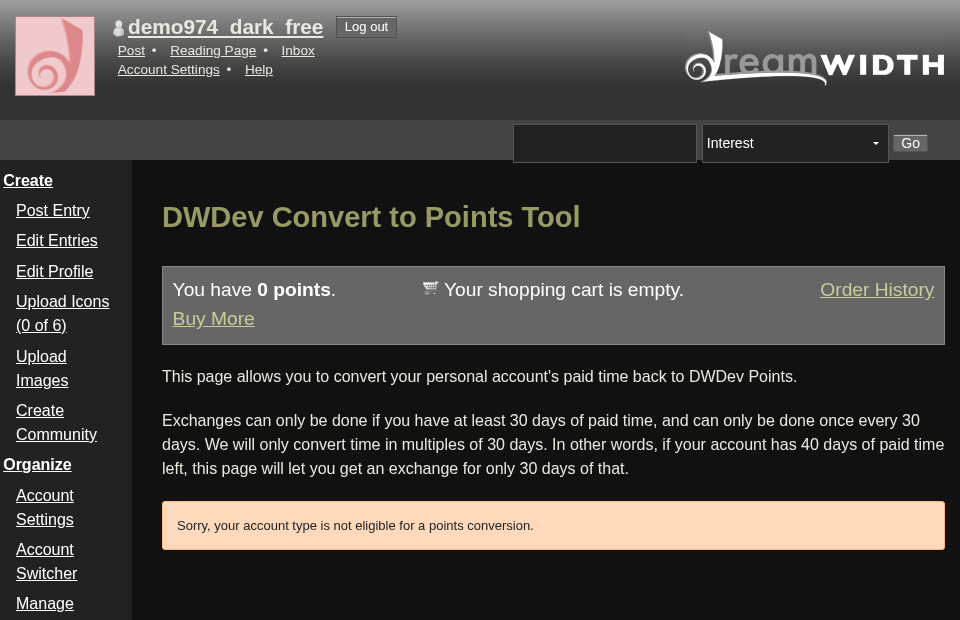 demo974_dark_free Log out
Post • Reading Page • Inbox
Account Settings • Help
dreamwidth
Interest Go
Create
Post Entry
Edit Entries
Edit Profile
Upload Icons
(0 of 6)
Upload
Images
Create
Community
Organize
Account
Settings
Account
Switcher
Manage
DWDev Convert to Points Tool
You have 0 points. Your shopping cart is empty. Order History
Buy More
This page allows you to convert your personal account's paid time back to DWDev Points.
Exchanges can only be done if you have at least 30 days of paid time, and can only be done once every 30
days. We will only convert time in multiples of 30 days. In other words, if your account has 40 days of paid time
left, this page will let you get an exchange for only 30 days of that.
Sorry, your account type is not eligible for a points conversion.